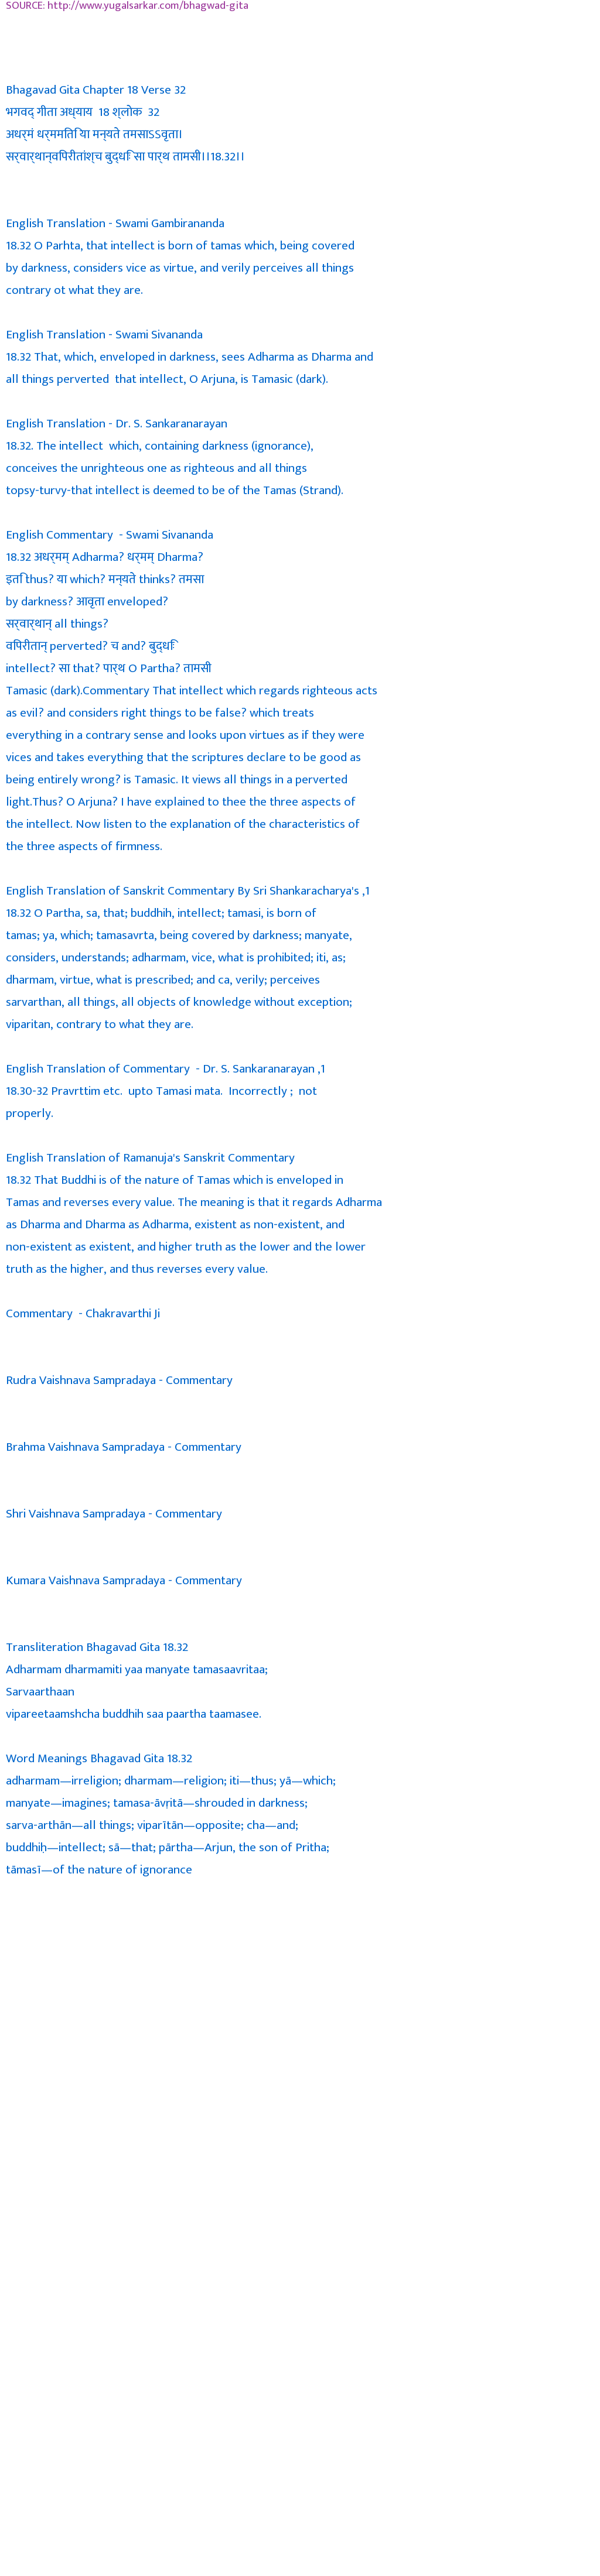 SOURCE: http://www.yugalsarkar.com/bhagwad-gita
Bhagavad Gita Chapter 18 Verse 32
भगवद् गीता अध्याय 18 श्लोक 32
अधर्मं धर्ममिति या मन्यते तमसाऽऽवृता।
सर्वार्थान्विपरीतांश्च बुद्धिः सा पार्थ तामसी।।18.32।।
English Translation - Swami Gambirananda
18.32 O Parhta, that intellect is born of tamas which, being covered
by darkness, considers vice as virtue, and verily perceives all things
contrary ot what they are.
English Translation - Swami Sivananda
18.32 That, which, enveloped in darkness, sees Adharma as Dharma and
all things perverted that intellect, O Arjuna, is Tamasic (dark).
English Translation - Dr. S. Sankaranarayan
18.32. The intellect which, containing darkness (ignorance),
conceives the unrighteous one as righteous and all things
topsy-turvy-that intellect is deemed to be of the Tamas (Strand).
English Commentary - Swami Sivananda
18.32 अधर्मम् Adharma? धर्मम् Dharma?
इति thus? या which? मन्यते thinks? तमसा
by darkness? आवृता enveloped?
सर्वार्थान् all things?
विपरीतान् perverted? च and? बुद्धिः
intellect? सा that? पार्थ O Partha? तामसी
Tamasic (dark).Commentary That intellect which regards righteous acts
as evil? and considers right things to be false? which treats
everything in a contrary sense and looks upon virtues as if they were
vices and takes everything that the scriptures declare to be good as
being entirely wrong? is Tamasic. It views all things in a perverted
light.Thus? O Arjuna? I have explained to thee the three aspects of
the intellect. Now listen to the explanation of the characteristics of
the three aspects of firmness.
English Translation of Sanskrit Commentary By Sri Shankaracharya's ,1
18.32 O Partha, sa, that; buddhih, intellect; tamasi, is born of
tamas; ya, which; tamasavrta, being covered by darkness; manyate,
considers, understands; adharmam, vice, what is prohibited; iti, as;
dharmam, virtue, what is prescribed; and ca, verily; perceives
sarvarthan, all things, all objects of knowledge without exception;
viparitan, contrary to what they are.
English Translation of Commentary - Dr. S. Sankaranarayan ,1
18.30-32 Pravrttim etc. upto Tamasi mata. Incorrectly ; not
properly.
English Translation of Ramanuja's Sanskrit Commentary
18.32 That Buddhi is of the nature of Tamas which is enveloped in
Tamas and reverses every value. The meaning is that it regards Adharma
as Dharma and Dharma as Adharma, existent as non-existent, and
non-existent as existent, and higher truth as the lower and the lower
truth as the higher, and thus reverses every value.
Commentary - Chakravarthi Ji
Rudra Vaishnava Sampradaya - Commentary
Brahma Vaishnava Sampradaya - Commentary
Shri Vaishnava Sampradaya - Commentary
Kumara Vaishnava Sampradaya - Commentary
Transliteration Bhagavad Gita 18.32
Adharmam dharmamiti yaa manyate tamasaavritaa;
Sarvaarthaan
vipareetaamshcha buddhih saa paartha taamasee.
Word Meanings Bhagavad Gita 18.32
adharmam—irreligion; dharmam—religion; iti—thus; yā—which;
manyate—imagines; tamasa-āvṛitā—shrouded in darkness;
sarva-arthān—all things; viparītān—opposite; cha—and;
buddhiḥ—intellect; sā—that; pārtha—Arjun, the son of Pritha;
tāmasī—of the nature of ignorance